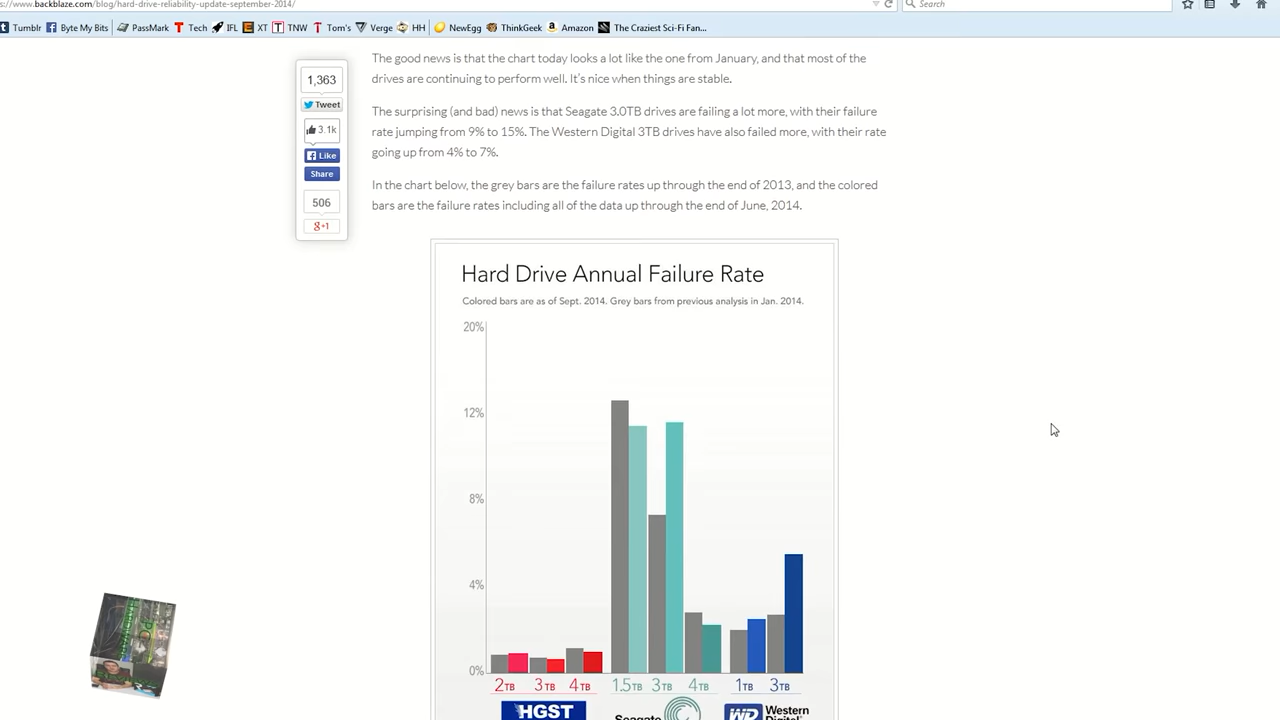 www.backblaze.com/blog/hard-drive-reliability-update-september-2014/
Search
Tumblr Byte My Bits PassMark Tech IFL XT TNW Tom's Verge HH NewEgg ThinkGeek Amazon The Craziest Sci-Fi Fan...
1,363
Tweet
3.1k
Like
Share
506
g+1
The good news is that the chart today looks a lot like the one from January, and that most of the
drives are continuing to perform well. It's nice when things are stable.
The surprising (and bad) news is that Seagate 3.0TB drives are failing a lot more, with their failure
rate jumping from 9% to 15%. The Western Digital 3TB drives have also failed more, with their rate
going up from 4% to 7%.
In the chart below, the grey bars are the failure rates up through the end of 2013, and the colored
bars are the failure rates including all of the data up through the end of June, 2014.
Hard Drive Annual Failure Rate
Colored bars are as of Sept. 2014. Grey bars from previous analysis in Jan. 2014.
20%
12%
8%
4%
0%
2TB 3TB 4TB 1.5TB 3TB 4TB 1TB 3TB
HGST Seagate WD Western
Digital